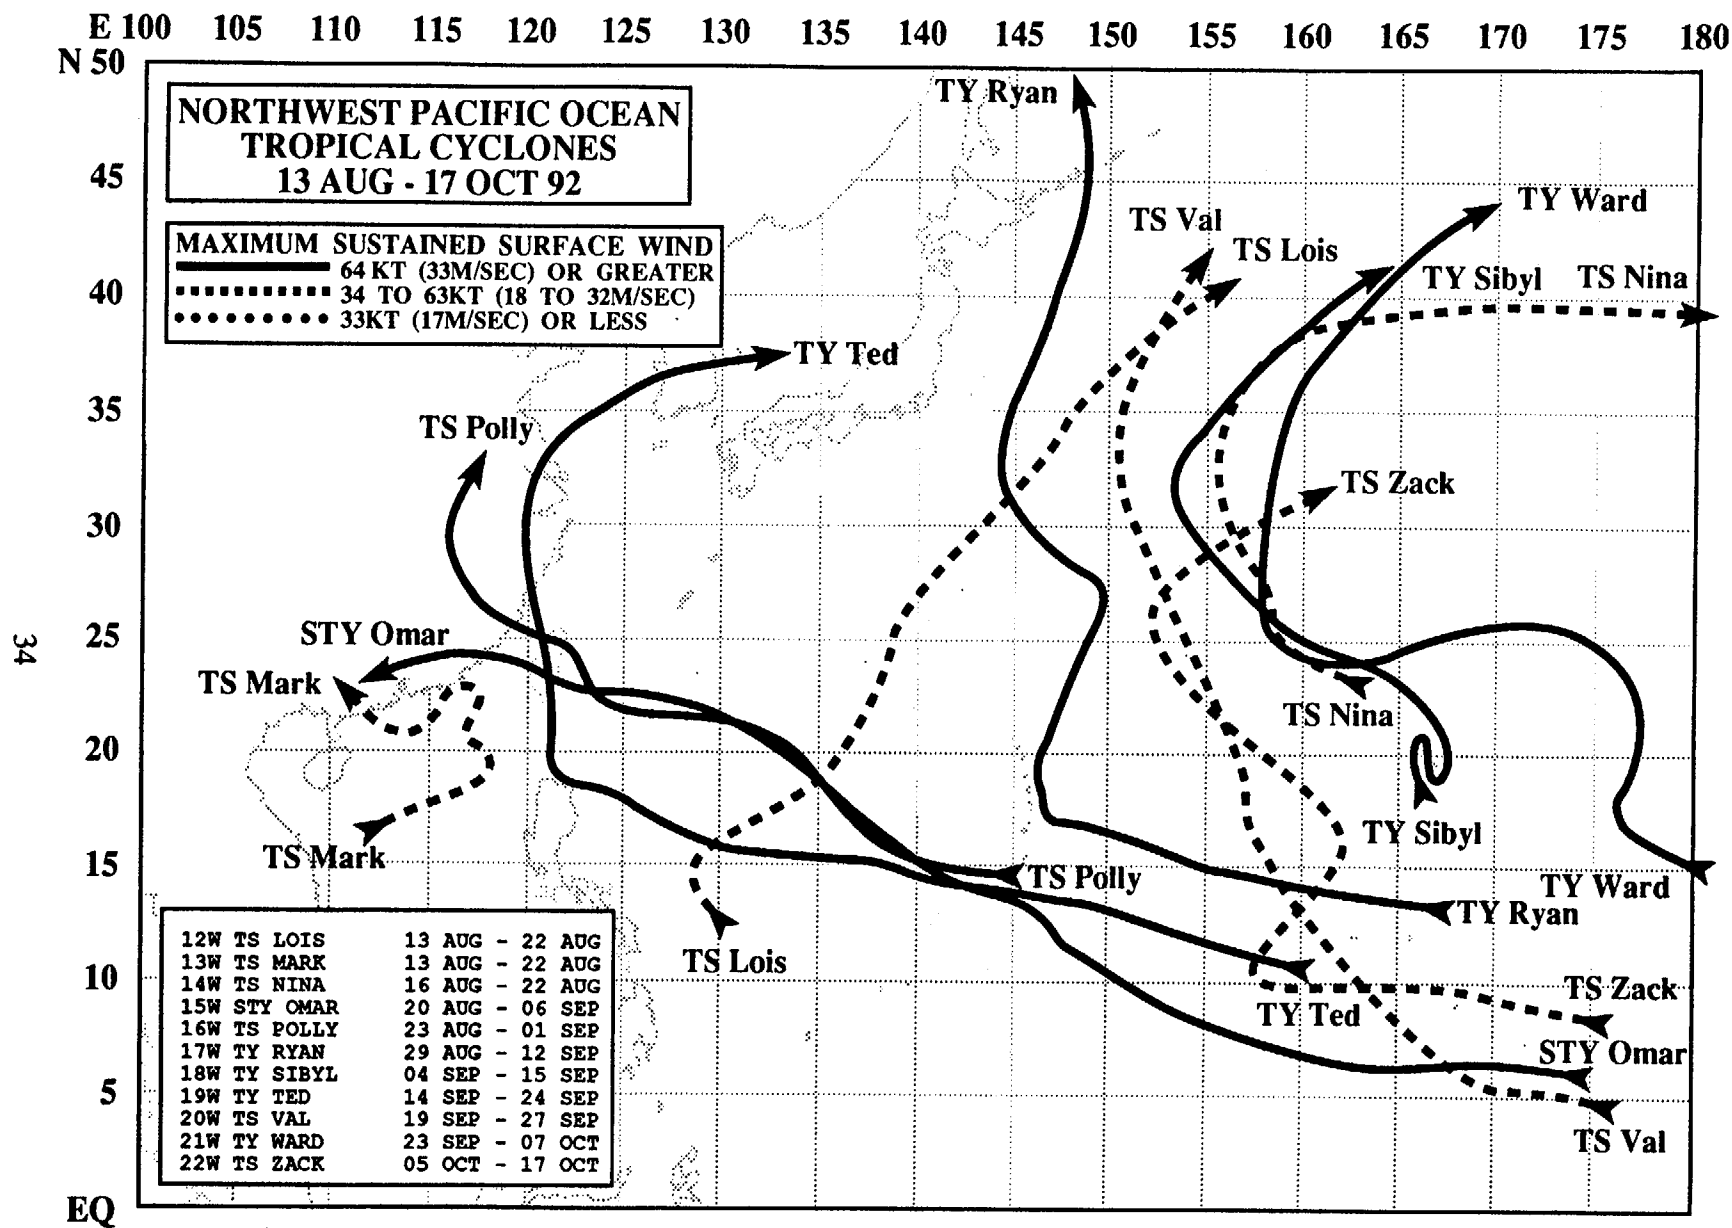 E 100 105 110 115 120 125 130 135 140 145 150 155 160 165 170 175 180
N 50
45
40
35
30
25
20
15
10
5
EQ
NORTHWEST PACIFIC OCEAN
TROPICAL CYCLONES
13 AUG - 17 OCT 92
MAXIMUM SUSTAINED SURFACE WIND
64 KT (33M/SEC) OR GREATER
34 TO 63KT (18 TO 32M/SEC)
33KT (17M/SEC) OR LESS
TY Ryan
TY Ward
TS Val
TS Lois
TY Sibyl
TS Nina
TY Ted
TS Polly
TS Zack
STY Omar
TS Mark
TS Nina
TY Sibyl
TS Mark
TS Polly
TY Ward
TY Ryan
TS Lois
TS Zack
TY Ted
STY Omar
TS Val
12W TS LOIS 13 AUG - 22 AUG
13W TS MARK 13 AUG - 22 AUG
14W TS NINA 16 AUG - 22 AUG
15W STY OMAR 20 AUG - 06 SEP
16W TS POLLY 23 AUG - 01 SEP
17W TY RYAN 29 AUG - 12 SEP
18W TY SIBYL 04 SEP - 15 SEP
19W TY TED 14 SEP - 24 SEP
20W TS VAL 19 SEP - 27 SEP
21W TY WARD 23 SEP - 07 OCT
22W TS ZACK 05 OCT - 17 OCT
34